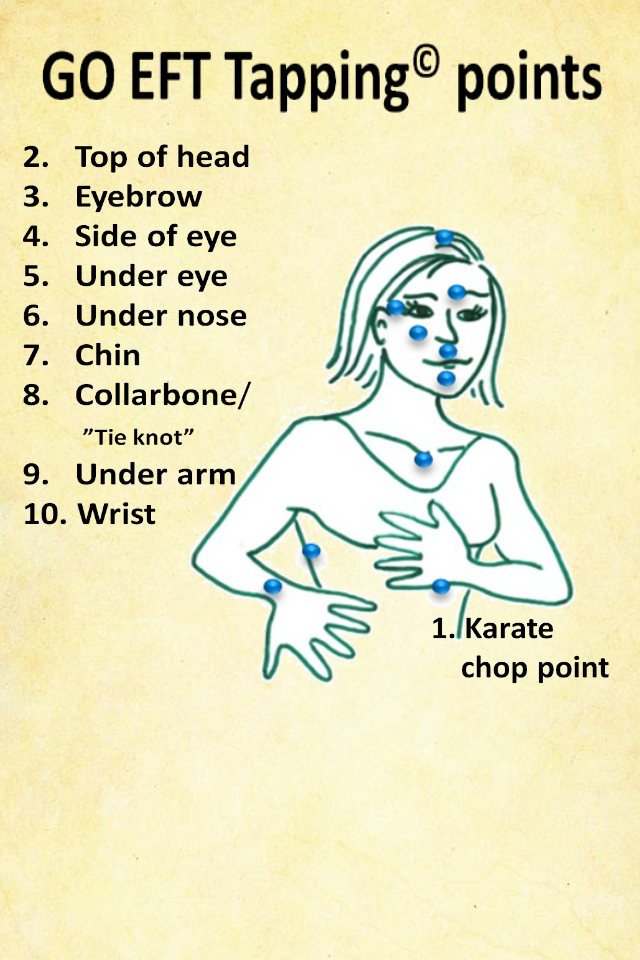 GO EFT Tapping© points
2. Top of head
3. Eyebrow
4. Side of eye
5. Under eye
6. Under nose
7. Chin
8. Collarbone/
”Tie knot”
9. Under arm
10. Wrist
1. Karate
chop point